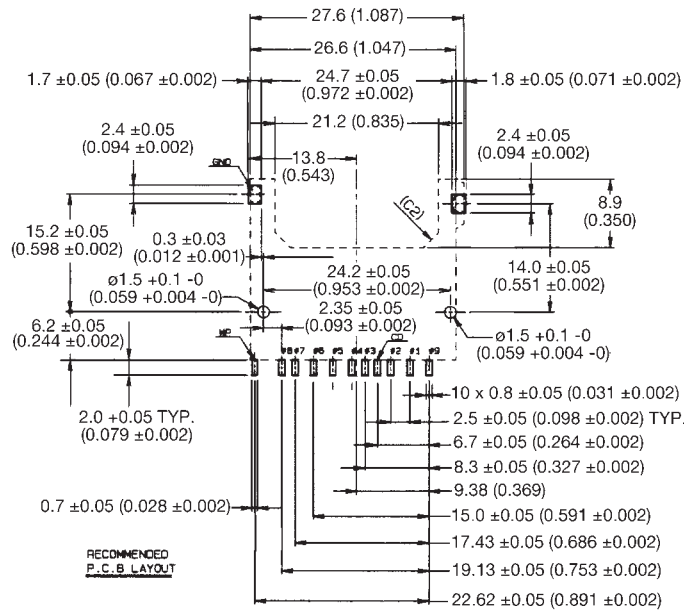 27.6 (1.087)
26.6 (1.047)
1.7 ±0.05 (0.067 ±0.002)
24.7 ±0.05
(0.972 ±0.002)
1.8 ±0.05 (0.071 ±0.002)
21.2 (0.835)
2.4 ±0.05
(0.094 ±0.002)
2.4 ±0.05
(0.094 ±0.002)
GND
13.8
(0.543)
8.9
(0.350)
(C2)
15.2 ±0.05
(0.598 ±0.002)
0.3 ±0.03
(0.012 ±0.001)
24.2 ±0.05
(0.953 ±0.002)
14.0 ±0.05
(0.551 ±0.002)
ø1.5 +0.1 -0
(0.059 +0.004 -0)
2.35 ±0.05
(0.093 ±0.002)
6.2 ±0.05
(0.244 ±0.002)
ø1.5 +0.1 -0
(0.059 +0.004 -0)
WP
CD
#8 #7 #6 #5 #4 #3 #2 #1 #9
2.0 +0.05 TYP.
(0.079 ±0.002)
10 x 0.8 ±0.05 (0.031 ±0.002)
2.5 ±0.05 (0.098 ±0.002) TYP.
6.7 ±0.05 (0.264 ±0.002)
8.3 ±0.05 (0.327 ±0.002)
9.38 (0.369)
0.7 ±0.05 (0.028 ±0.002)
15.0 ±0.05 (0.591 ±0.002)
17.43 ±0.05 (0.686 ±0.002)
19.13 ±0.05 (0.753 ±0.002)
22.62 ±0.05 (0.891 ±0.002)
RECOMMENDED
P.C.B LAYOUT